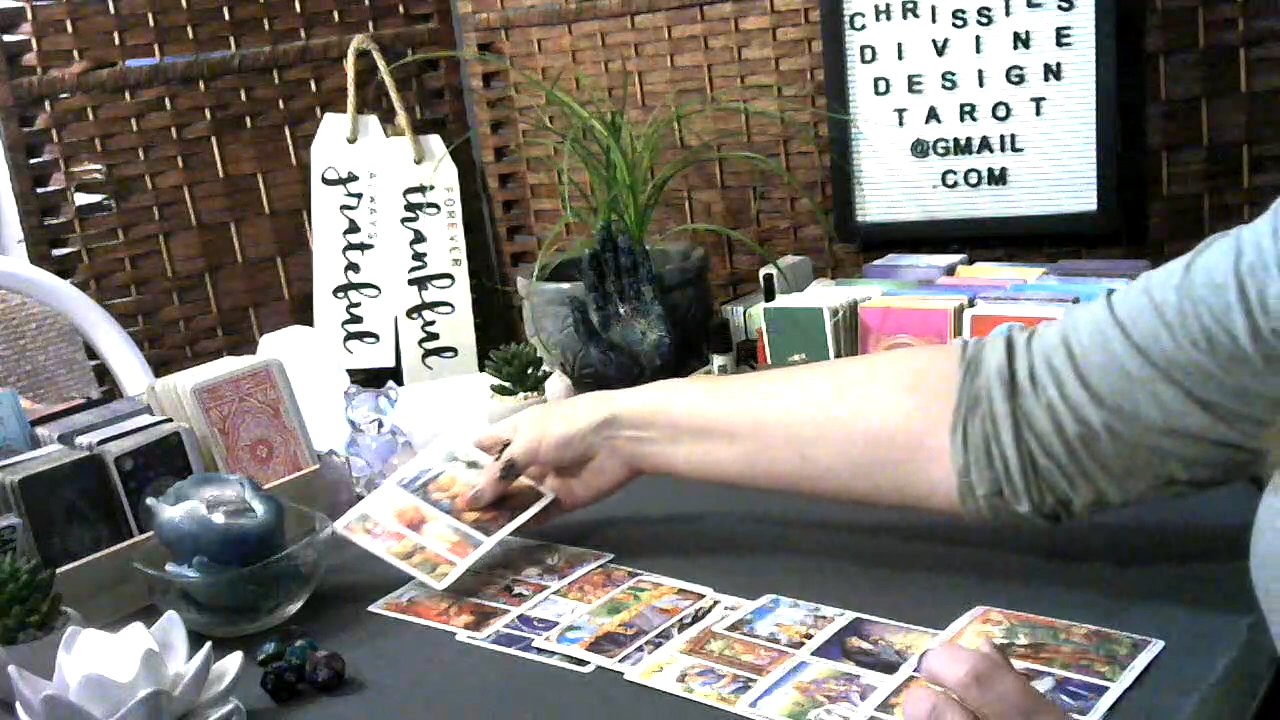 ALWAYS
grateful
FOREVER
thankful
CHRISSIES
DIVINE
DESIGN
TAROT
@GMAIL
.COM